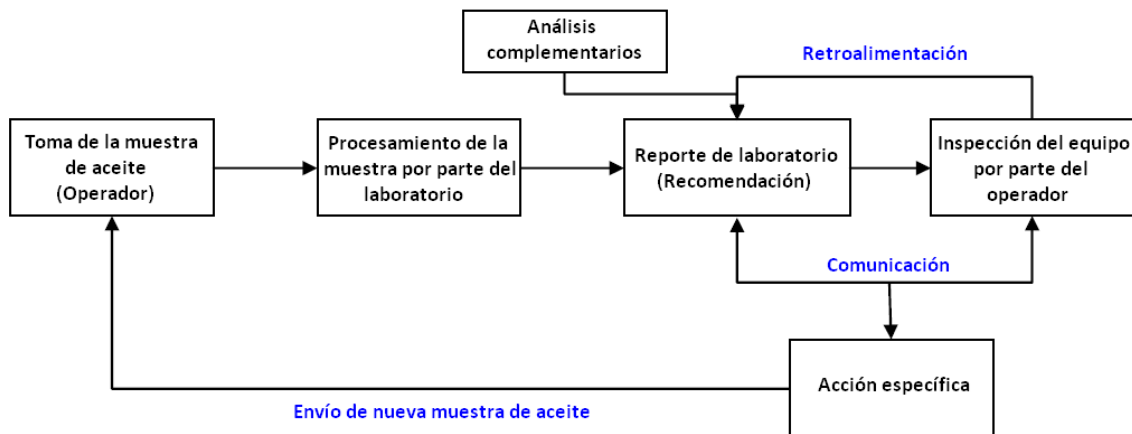 Análisis
complementarios
Retroalimentación
Toma de la muestra
de aceite
(Operador)
Procesamiento de la
muestra por parte del
laboratorio
Reporte de laboratorio
(Recomendación)
Inspección del equipo
por parte del
operador
Comunicación
Acción específica
Envío de nueva muestra de aceite